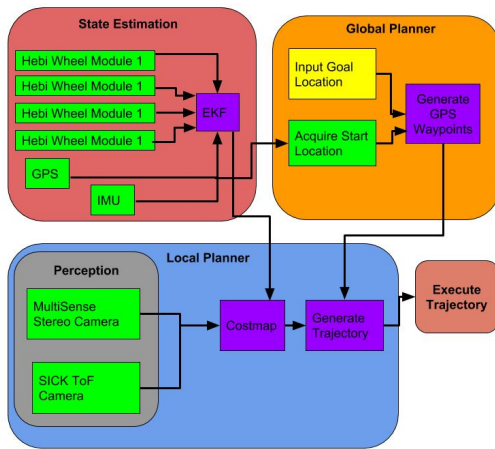 State Estimation
Hebi Wheel Module 1
Hebi Wheel Module 1
Hebi Wheel Module 1
Hebi Wheel Module 1
EKF
GPS
IMU
Global Planner
Input Goal
Location
Acquire Start
Location
Generate
GPS
Waypoints
Local Planner
Perception
MultiSense
Stereo Camera
SICK ToF
Camera
Costmap
Generate
Trajectory
Execute
Trajectory